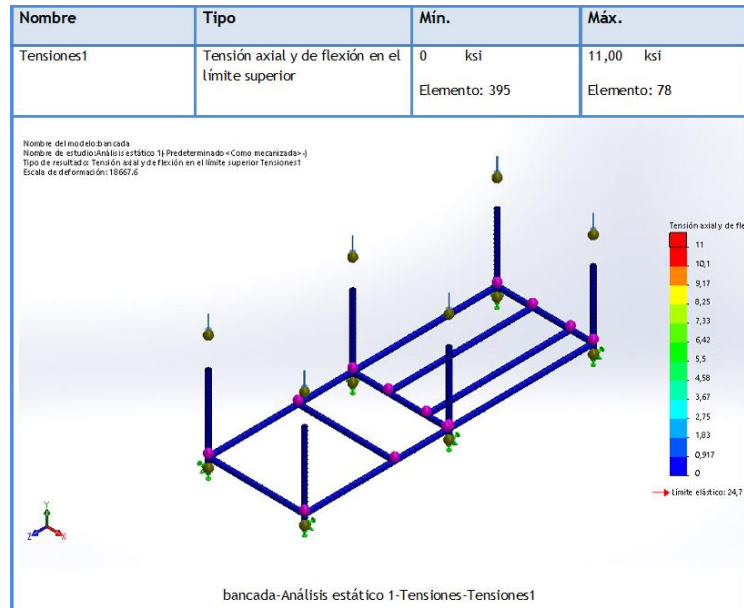 Nombre Tipo Mín. Máx.
Tensiones1 Tensión axial y de flexión en el límite superior 0 ksi 11,00 ksi
Elemento: 395 Elemento: 78
Nombre del modelo:bancada
Nombre de estudio:Análisis estático 1(-Predeterminado<Como mecanizada>-)
Tipo de resultado: Tensión axial y de flexión en el límite superior Tensiones1
Escala de deformación: 18667.6
Tensión axial y de fle
11
10,1
9,17
8,25
7,33
6,42
5,5
4,58
3,67
2,75
1,83
0,917
0
Límite elástico: 24,7
Y
Z
X
bancada-Análisis estático 1-Tensiones-Tensiones1